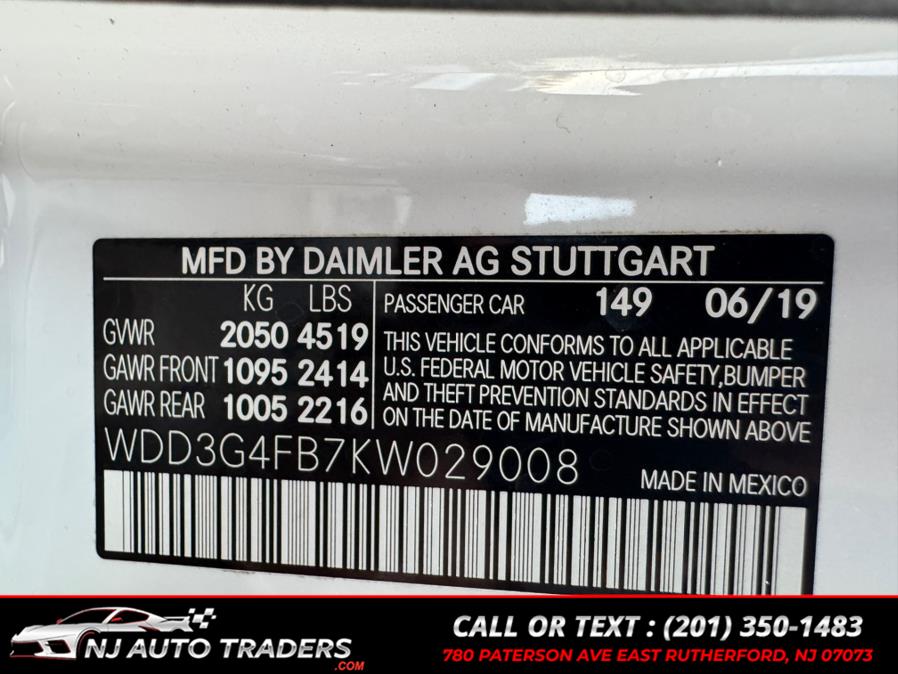 MFD BY DAIMLER AG STUTTGART
KG LBS
GVWR 2050 4519
GAWR FRONT 1095 2414
GAWR REAR 1005 2216
PASSENGER CAR 149 06/19
THIS VEHICLE CONFORMS TO ALL APPLICABLE
U.S. FEDERAL MOTOR VEHICLE SAFETY,BUMPER
AND THEFT PREVENTION STANDARDS IN EFFECT
ON THE DATE OF MANUFACTURE SHOWN ABOVE
WDD3G4FB7KW029008
MADE IN MEXICO
NJ AUTO TRADERS
.COM
CALL OR TEXT : (201) 350-1483
780 PATERSON AVE EAST RUTHERFORD, NJ 07073